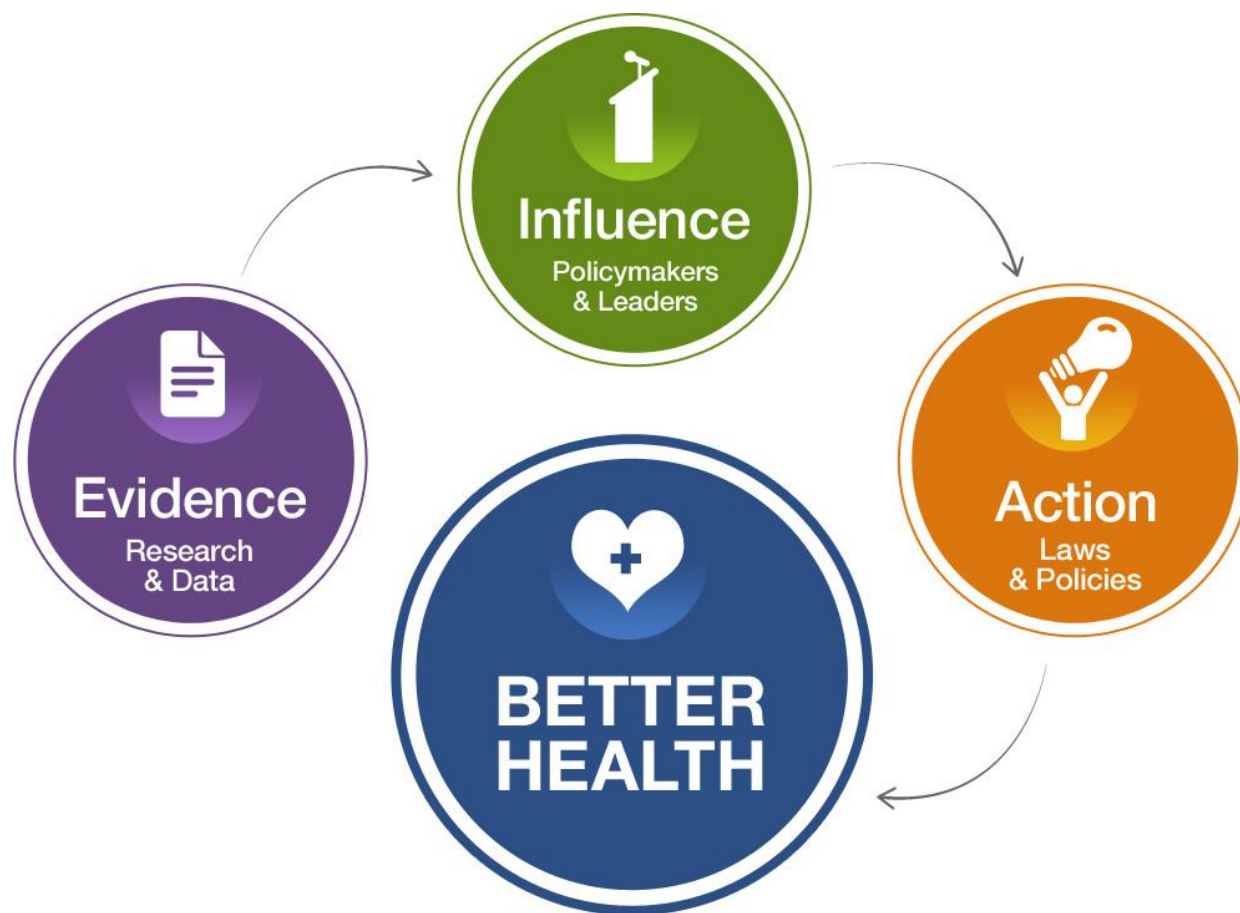 Influence
Policymakers
& Leaders
Evidence
Research
& Data
Action
Laws
& Policies
BETTER
HEALTH